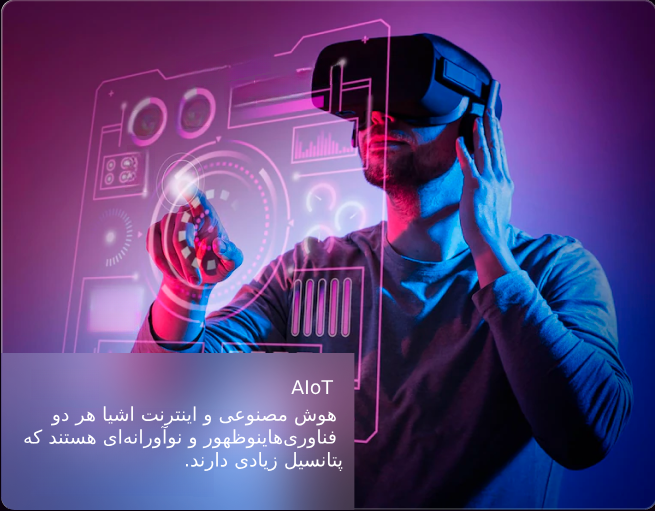 AIoT
هوش مصنوعی و اینترنت اشیا هر دو
فناوری‌هاینوظهور و نوآورانه‌ای هستند که
پتانسیل زیادی دارند.